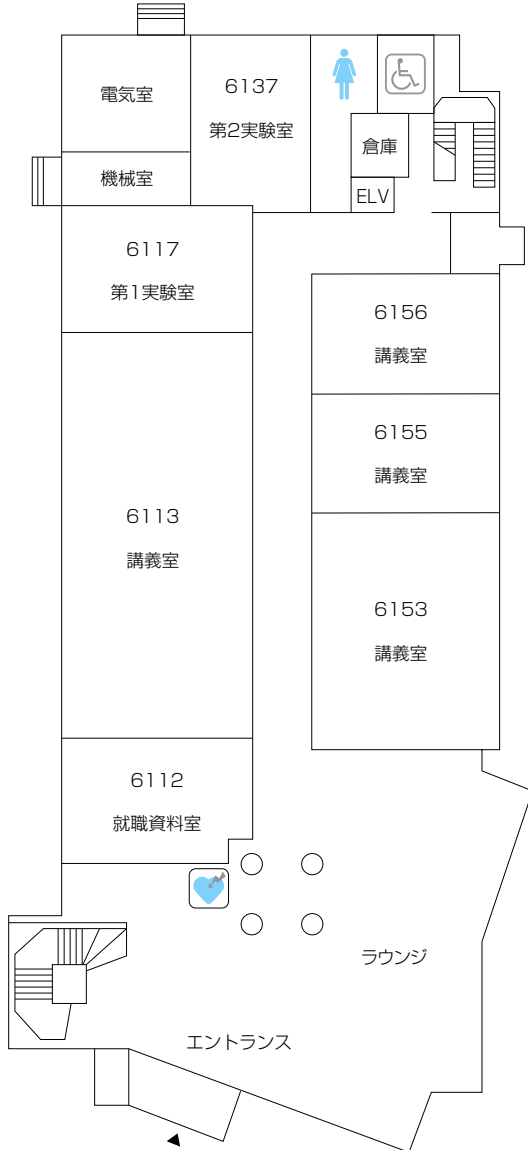 電気室
6137
第2実験室
倉庫
機械室
ELV
6117
第1実験室
6156
講義室
6155
講義室
6113
講義室
6153
講義室
6112
就職資料室
ラウンジ
エントランス